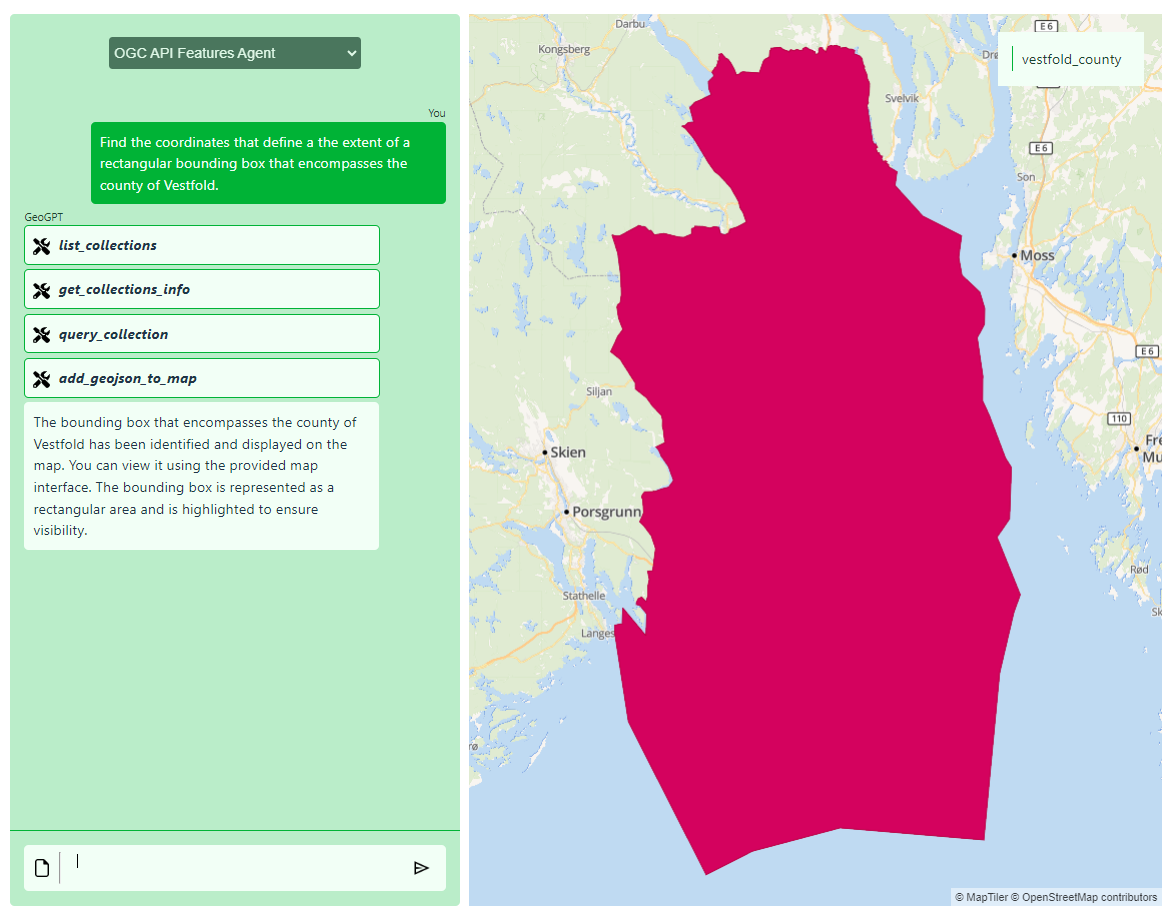 OGC API Features Agent
You
Find the coordinates that define a the extent of a
rectangular bounding box that encompasses the
county of Vestfold.
GeoGPT
list_collections
get_collections_info
query_collection
add_geojson_to_map
The bounding box that encompasses the county of
Vestfold has been identified and displayed on the
map. You can view it using the provided map
interface. The bounding box is represented as a
rectangular area and is highlighted to ensure
visibility.
vestfold_county
Darbu
E6
Kongsberg
Svelvik
E6
Son
Moss
E6
Siljan
110
Skien
Porsgrunn
Rød
Stathelle
Langes
© MapTiler © OpenStreetMap contributors